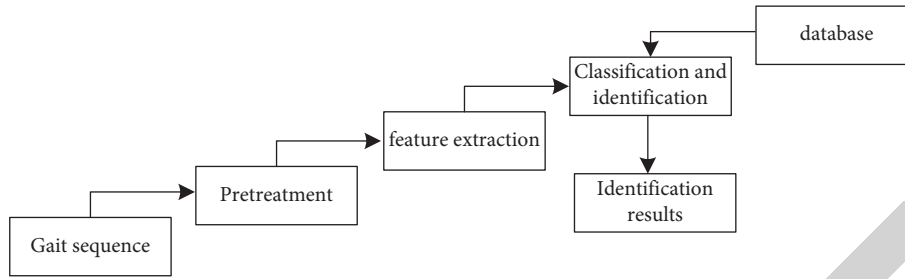 database
Classification and
identification
feature extraction
Pretreatment
Identification
results
Gait sequence